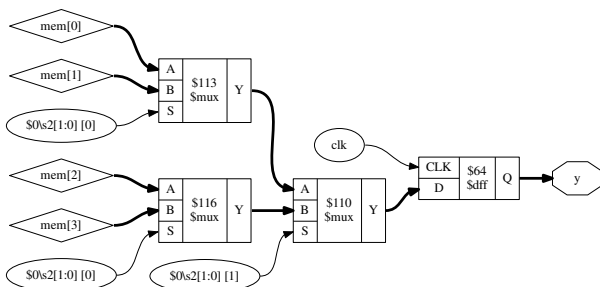 mem[0]
mem[1]
$0\s2[1:0] [0]
A
B
S
$113
$mux
Y
mem[2]
mem[3]
$0\s2[1:0] [0]
A
B
S
$116
$mux
Y
$0\s2[1:0] [1]
A
B
S
$110
$mux
Y
clk
CLK
D
$64
$dff
Q
y